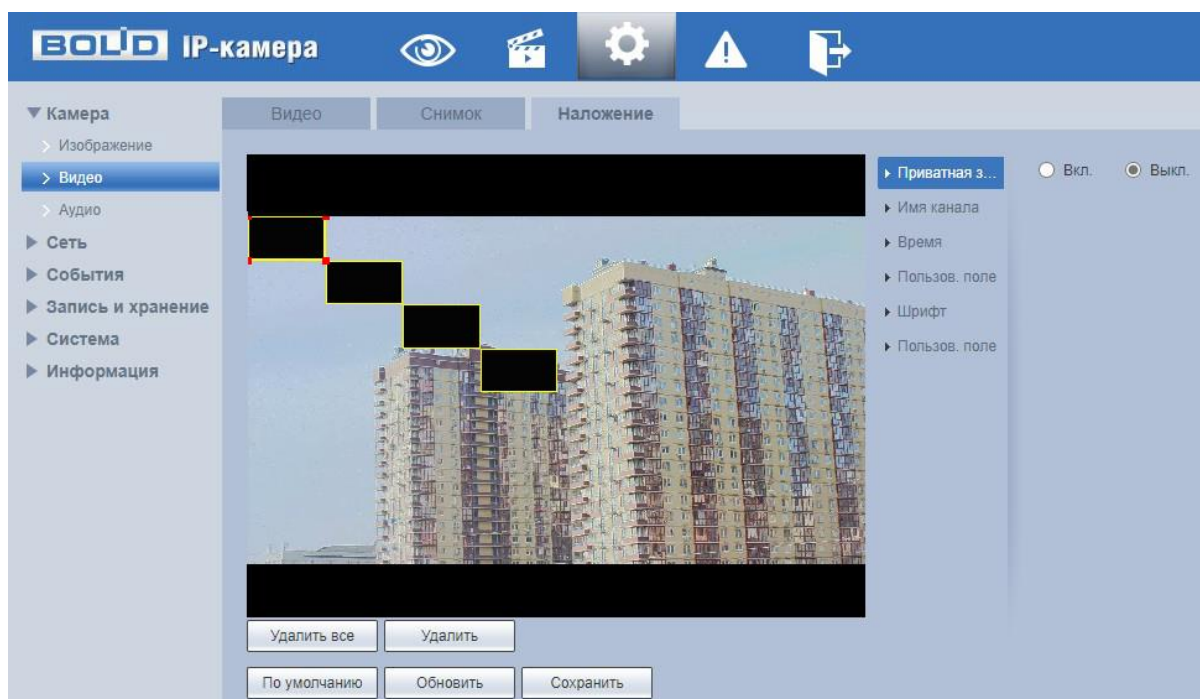 BOLID IP-камера
Камера
Изображение
Видео
Аудио
Сеть
События
Запись и хранение
Система
Информация
Видео Снимок Наложение
Приватная з... Вкл. Выкл.
Имя канала
Время
Пользов. поле
Шрифт
Пользов. поле
Удалить все Удалить
По умолчанию Обновить Сохранить